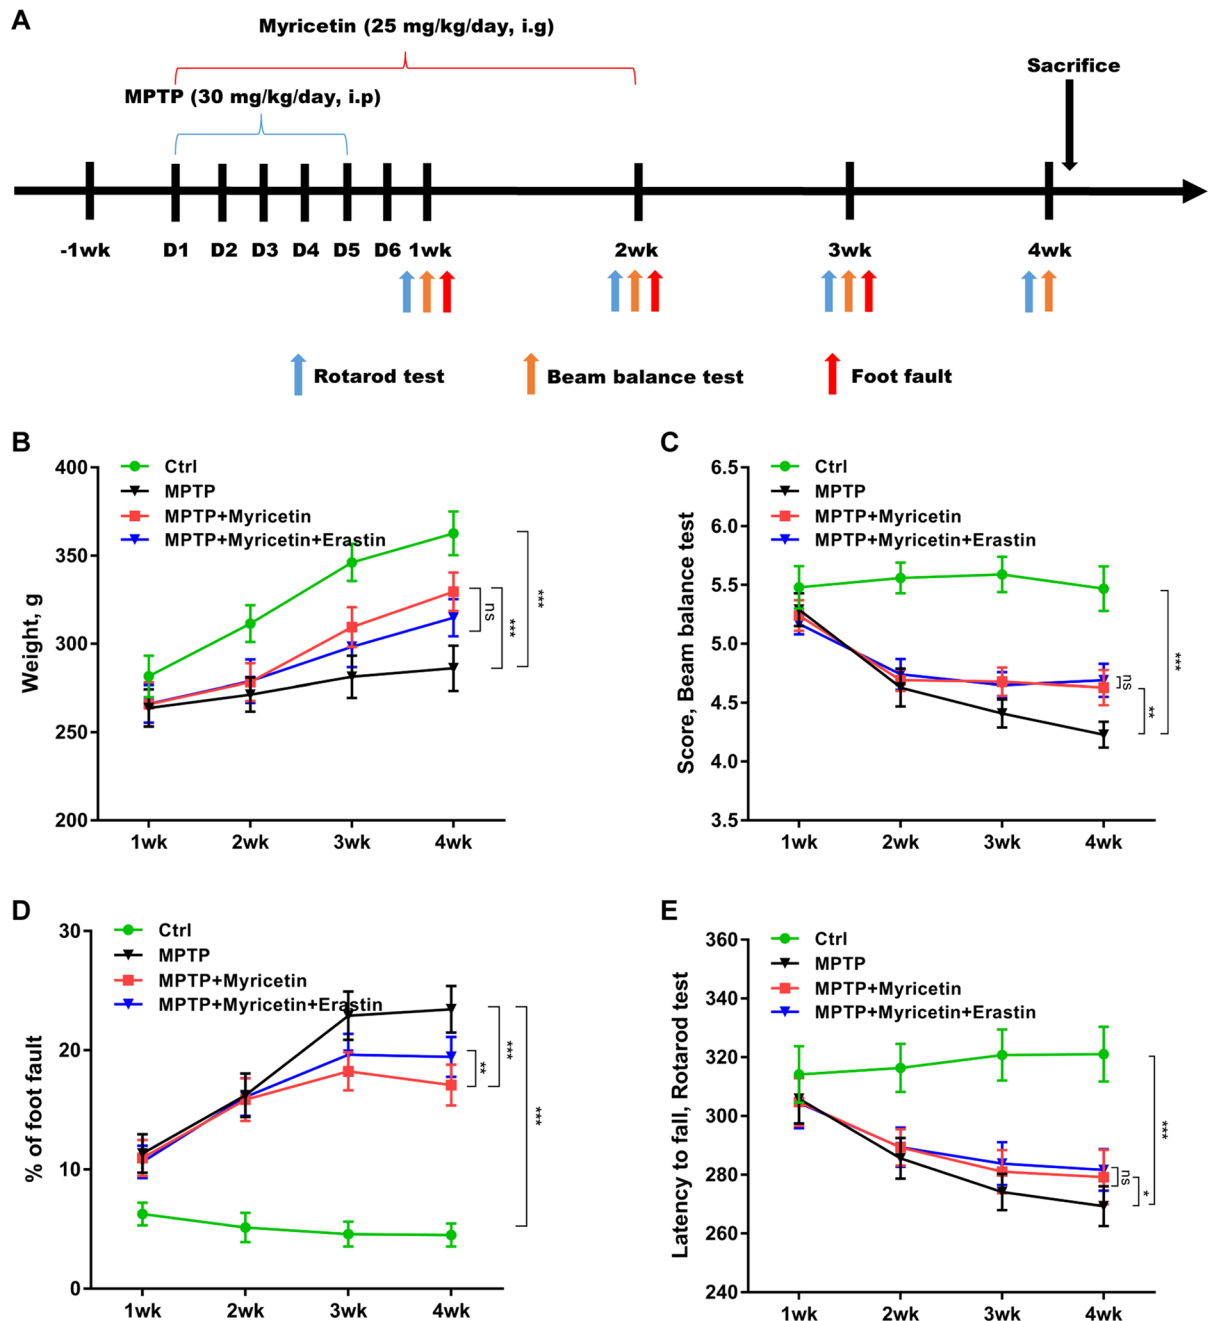 A
Myricetin (25 mg/kg/day, i.g)
Sacrifice
MPTP (30 mg/kg/day, i.p)
-1wk D1 D2 D3 D4 D5 D6 1wk 2wk 3wk 4wk
Rotarod test Beam balance test Foot fault
B
Weight, g
400
350
300
250
200
Ctrl
MPTP
MPTP+Myricetin
MPTP+Myricetin+Erastin
ns
***
***
1wk 2wk 3wk 4wk
C
Score, Beam balance test
6.5
6.0
5.5
5.0
4.5
4.0
3.5
Ctrl
MPTP
MPTP+Myricetin
MPTP+Myricetin+Erastin
ns
**
***
1wk 2wk 3wk 4wk
D
% of foot fault
30
20
10
0
Ctrl
MPTP
MPTP+Myricetin
MPTP+Myricetin+Erastin
**
***
***
1wk 2wk 3wk 4wk
E
Latency to fall, Rotarod test
360
340
320
300
280
260
240
Ctrl
MPTP
MPTP+Myricetin
MPTP+Myricetin+Erastin
ns
*
***
1wk 2wk 3wk 4wk